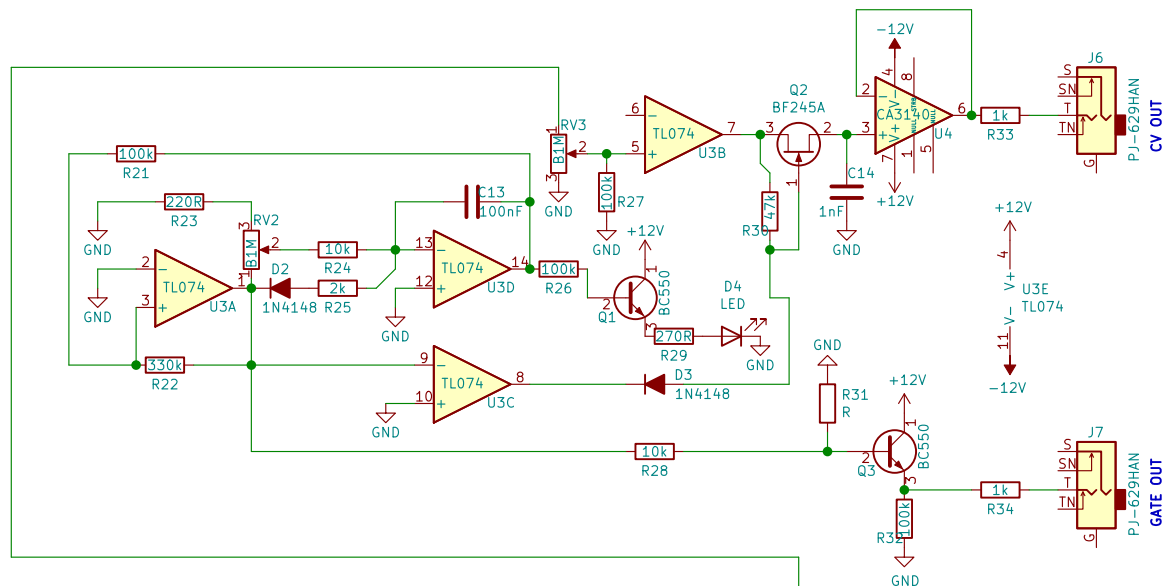 -12V
4
8
2
−
V-
STRB
CA3140
6
3
+
V+
NULL
NULL
U4
7
1
5
+12V
Q2
BF245A
3
2
1
C14
1nF
GND
1k
R33
J6
S
SN
T
TN
G
PJ-629HAN
CV OUT
RV3
1
B1M
2
3
GND
6
−
TL074
7
5
+
U3B
100k
R27
GND
47k
R30
100k
R21
220R
R23
GND
RV2
3
B1M
2
1
C13
100nF
10k
R24
D2
1N4148
2k
R25
2
−
TL074
1
3
+
U3A
GND
13
−
TL074
14
12
+
U3D
GND
100k
R26
+12V
1
2
Q1
BC550
3
270R
R29
D4
LED
GND
330k
R22
9
−
TL074
8
10
+
U3C
GND
D3
1N4148
+12V
4
V+
U3E
TL074
V-
11
-12V
GND
R31
R
10k
R28
+12V
1
2
Q3
BC550
3
100k
R32
GND
1k
R34
J7
S
SN
T
TN
G
PJ-629HAN
GATE OUT